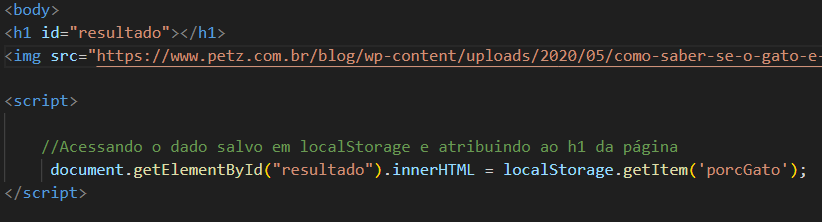 <body>
<h1 id="resultado"></h1>
<img src="https://www.petz.com.br/blog/wp-content/uploads/2020/05/como-saber-se-o-gato-e-
<script>
//Acessando o dado salvo em localStorage e atribuindo ao h1 da página
document.getElementById("resultado").innerHTML = localStorage.getItem('porcGato');
</script>